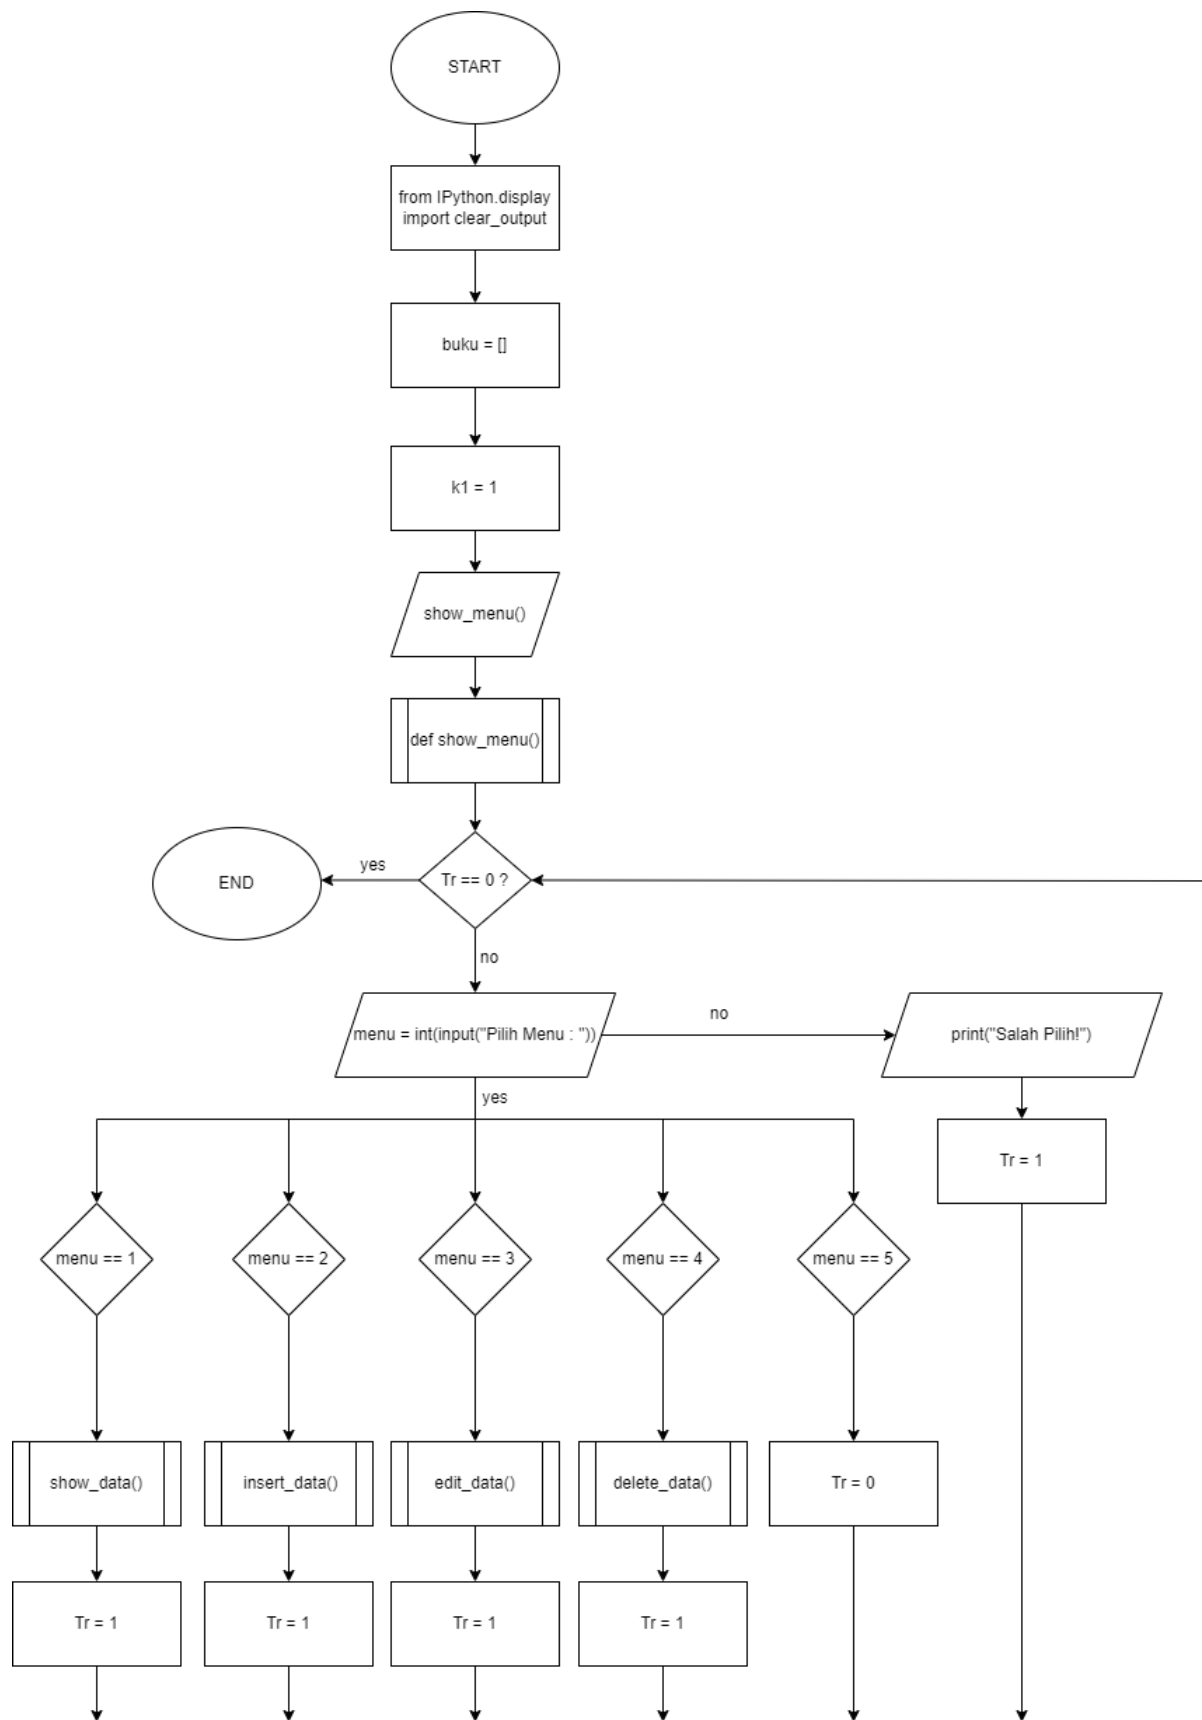 START
from IPython.display
import clear_output
buku = []
k1 = 1
show_menu()
def show_menu()
END
yes
Tr == 0 ?
no
menu = int(input("Pilih Menu : "))
no
print("Salah Pilih!")
yes
Tr = 1
menu == 1
menu == 2
menu == 3
menu == 4
menu == 5
show_data()
insert_data()
edit_data()
delete_data()
Tr = 0
Tr = 1
Tr = 1
Tr = 1
Tr = 1